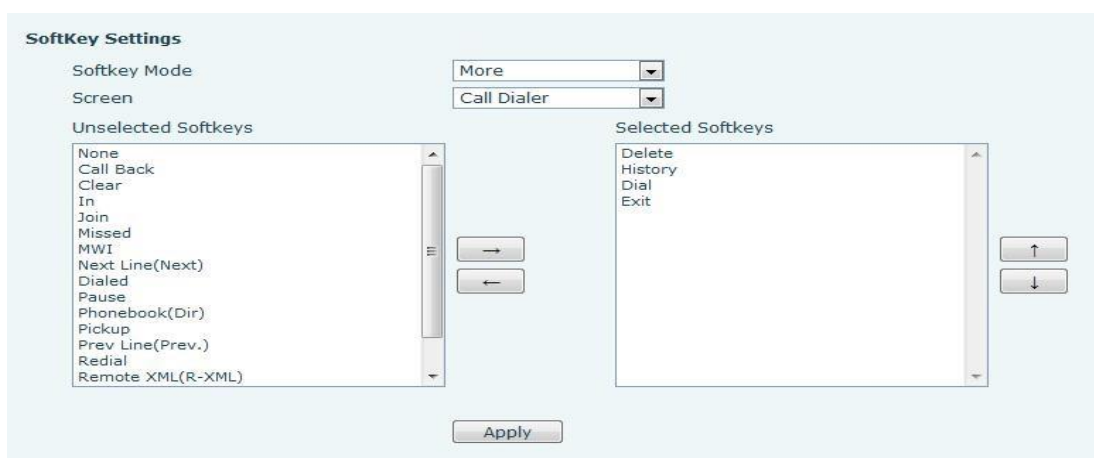 SoftKey Settings
Softkey Mode More
Screen Call Dialer
Unselected Softkeys Selected Softkeys
None
Call Back
Clear
In
Join
Missed
MWI
Next Line(Next)
Dialed
Pause
Phonebook(Dir)
Pickup
Prev Line(Prev.)
Redial
Remote XML(R-XML)
Delete
History
Dial
Exit
→
←
↑
↓
Apply